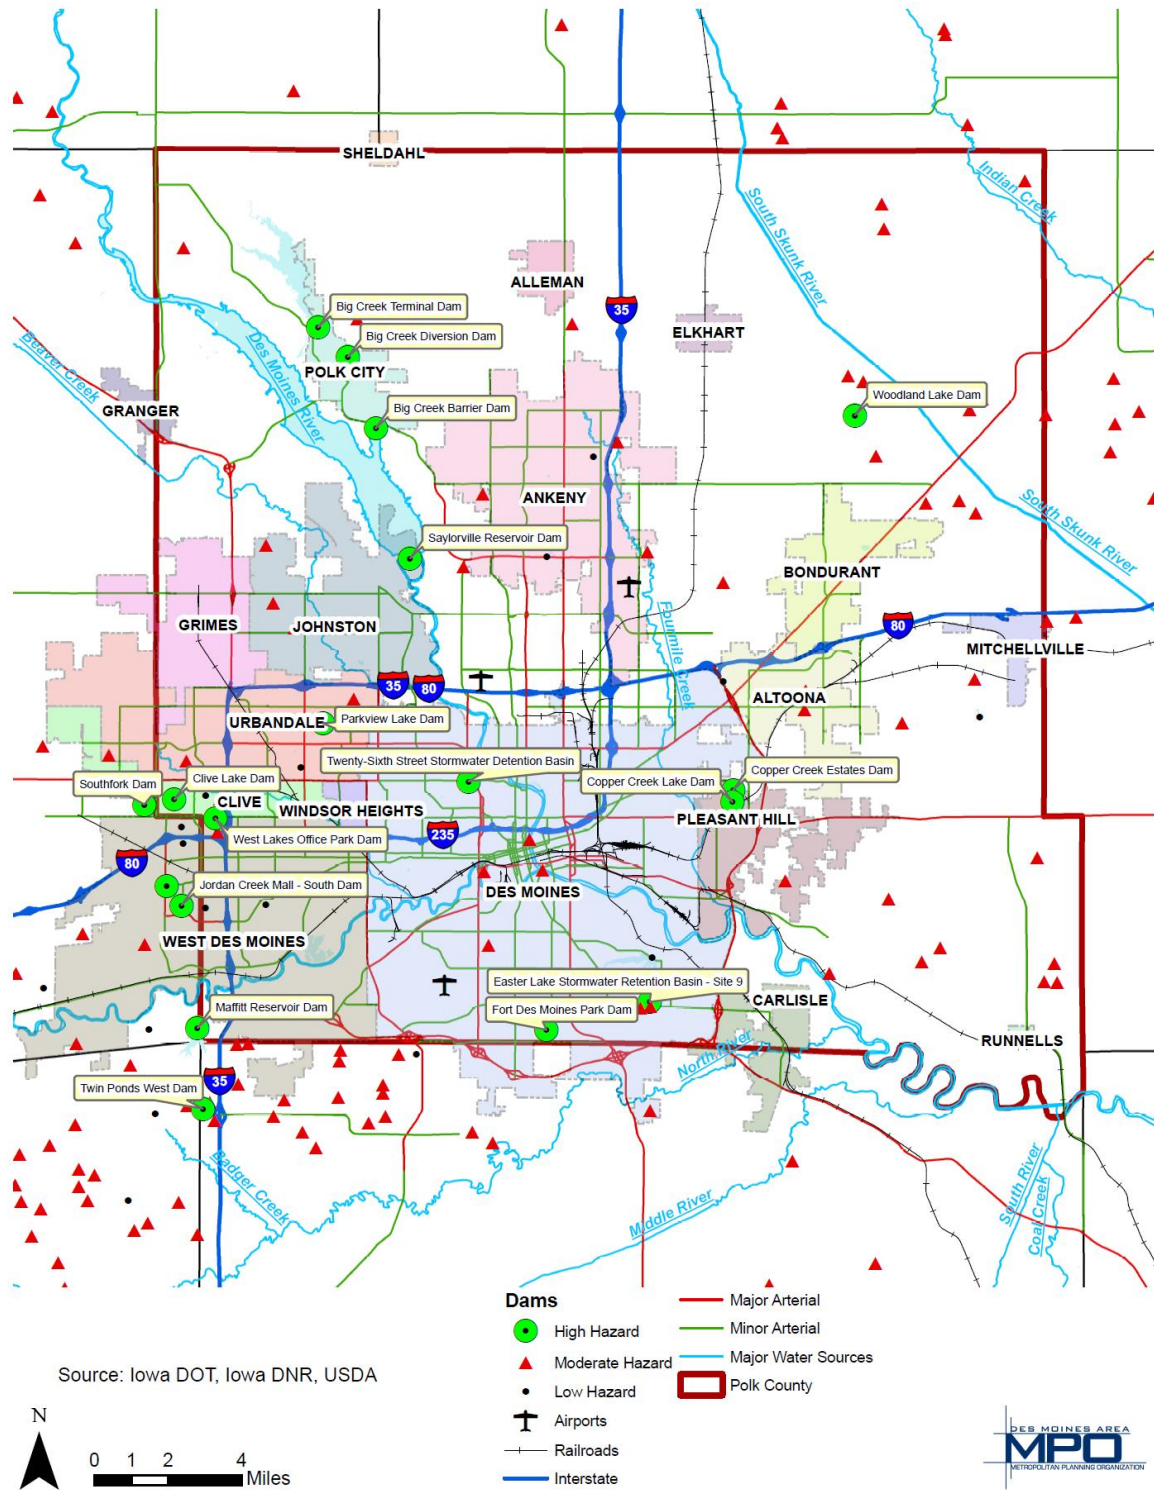 SHELDAHL
Indian Creek
South Skunk River
ALLEMAN
Big Creek Terminal Dam
35
ELKHART
Big Creek Diversion Dam
Beaver Creek
Des Moines River
POLK CITY
Woodland Lake Dam
GRANGER
Big Creek Barrier Dam
ANKENY
South Skunk River
Saylorville Reservoir Dam
BONDURANT
GRIMES
JOHNSTON
Fourmile Creek
80
MITCHELLVILLE
35
80
ALTOONA
URBANDALE
Parkview Lake Dam
Twenty-Sixth Street Stormwater Detention Basin
Southfork Dam
Clive Lake Dam
Copper Creek Lake Dam
Copper Creek Estates Dam
CLIVE
WINDSOR HEIGHTS
PLEASANT HILL
West Lakes Office Park Dam
235
80
Jordan Creek Mall - South Dam
DES MOINES
WEST DES MOINES
Easter Lake Stormwater Retention Basin - Site 9
Maffitt Reservoir Dam
Fort Des Moines Park Dam
CARLISLE
RUNNELLS
North River
35
Twin Ponds West Dam
Badger Creek
Middle River
South River
Coal Creek
Dams
High Hazard
Moderate Hazard
Low Hazard
Airports
Railroads
Interstate
Major Arterial
Minor Arterial
Major Water Sources
Polk County
Source: Iowa DOT, Iowa DNR, USDA
N
0 1 2 4
Miles
DES MOINES AREA
MPO
METROPOLITAN PLANNING ORGANIZATION